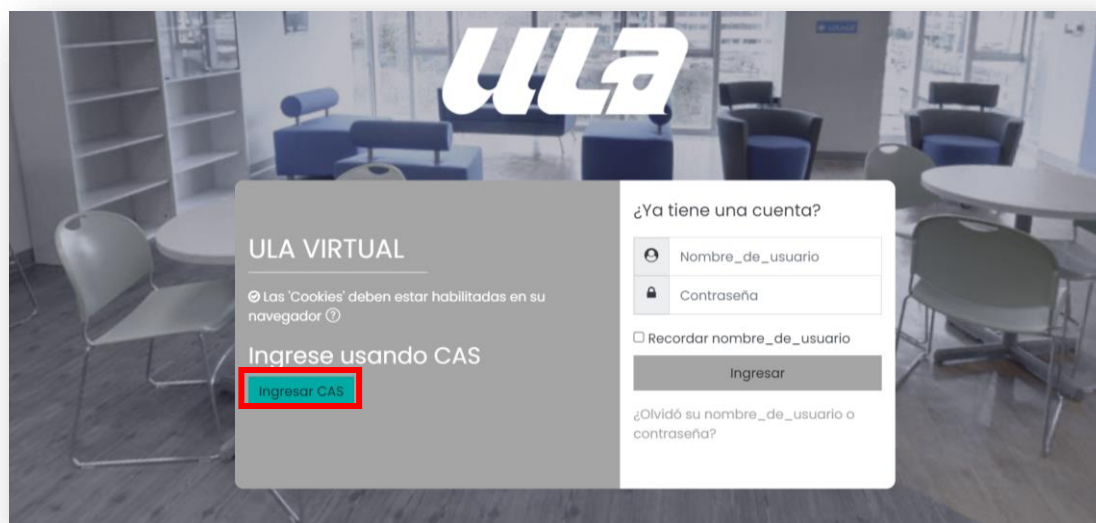 ula
ULA VIRTUAL
Las 'Cookies' deben estar habilitadas en su
navegador
Ingrese usando CAS
Ingresar CAS
¿Ya tiene una cuenta?
Nombre_de_usuario
Contraseña
Recordar nombre_de_usuario
Ingresar
¿Olvidó su nombre_de_usuario o
contraseña?